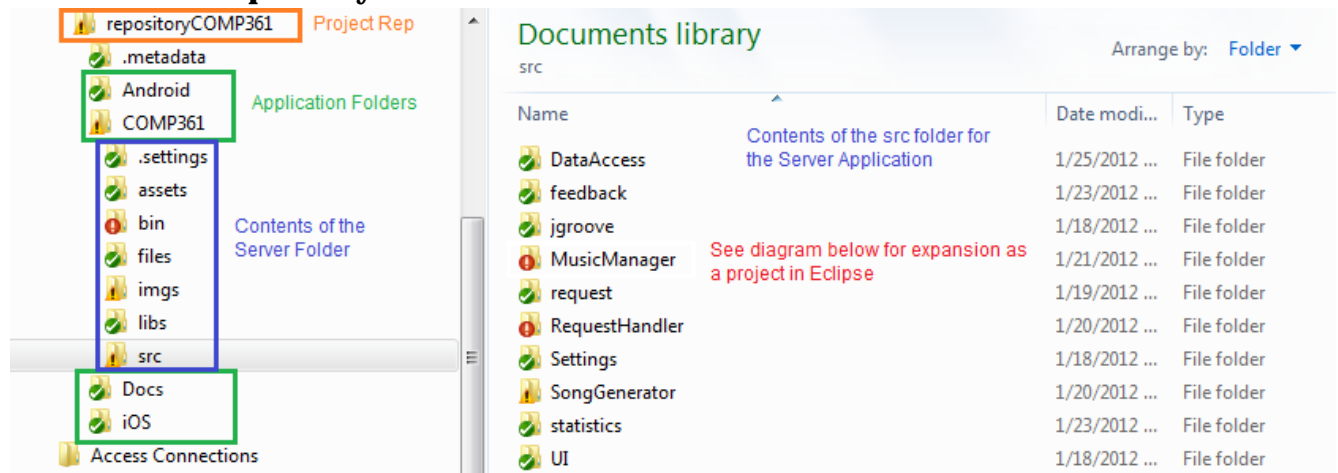 repositoryCOMP361 Project Rep
.metadata
Android
Application Folders
COMP361
.settings
assets
bin
Contents of the
Server Folder
files
imgs
libs
src
Docs
iOS
Access Connections
Documents library
src
Arrange by: Folder
Name Date modi... Type
Contents of the src folder for
the Server Application
DataAccess 1/25/2012 ... File folder
feedback 1/23/2012 ... File folder
jgroove 1/18/2012 ... File folder
See diagram below for expansion as
a project in Eclipse
MusicManager 1/21/2012 ... File folder
request 1/19/2012 ... File folder
RequestHandler 1/20/2012 ... File folder
Settings 1/18/2012 ... File folder
SongGenerator 1/20/2012 ... File folder
statistics 1/23/2012 ... File folder
UI 1/18/2012 ... File folder